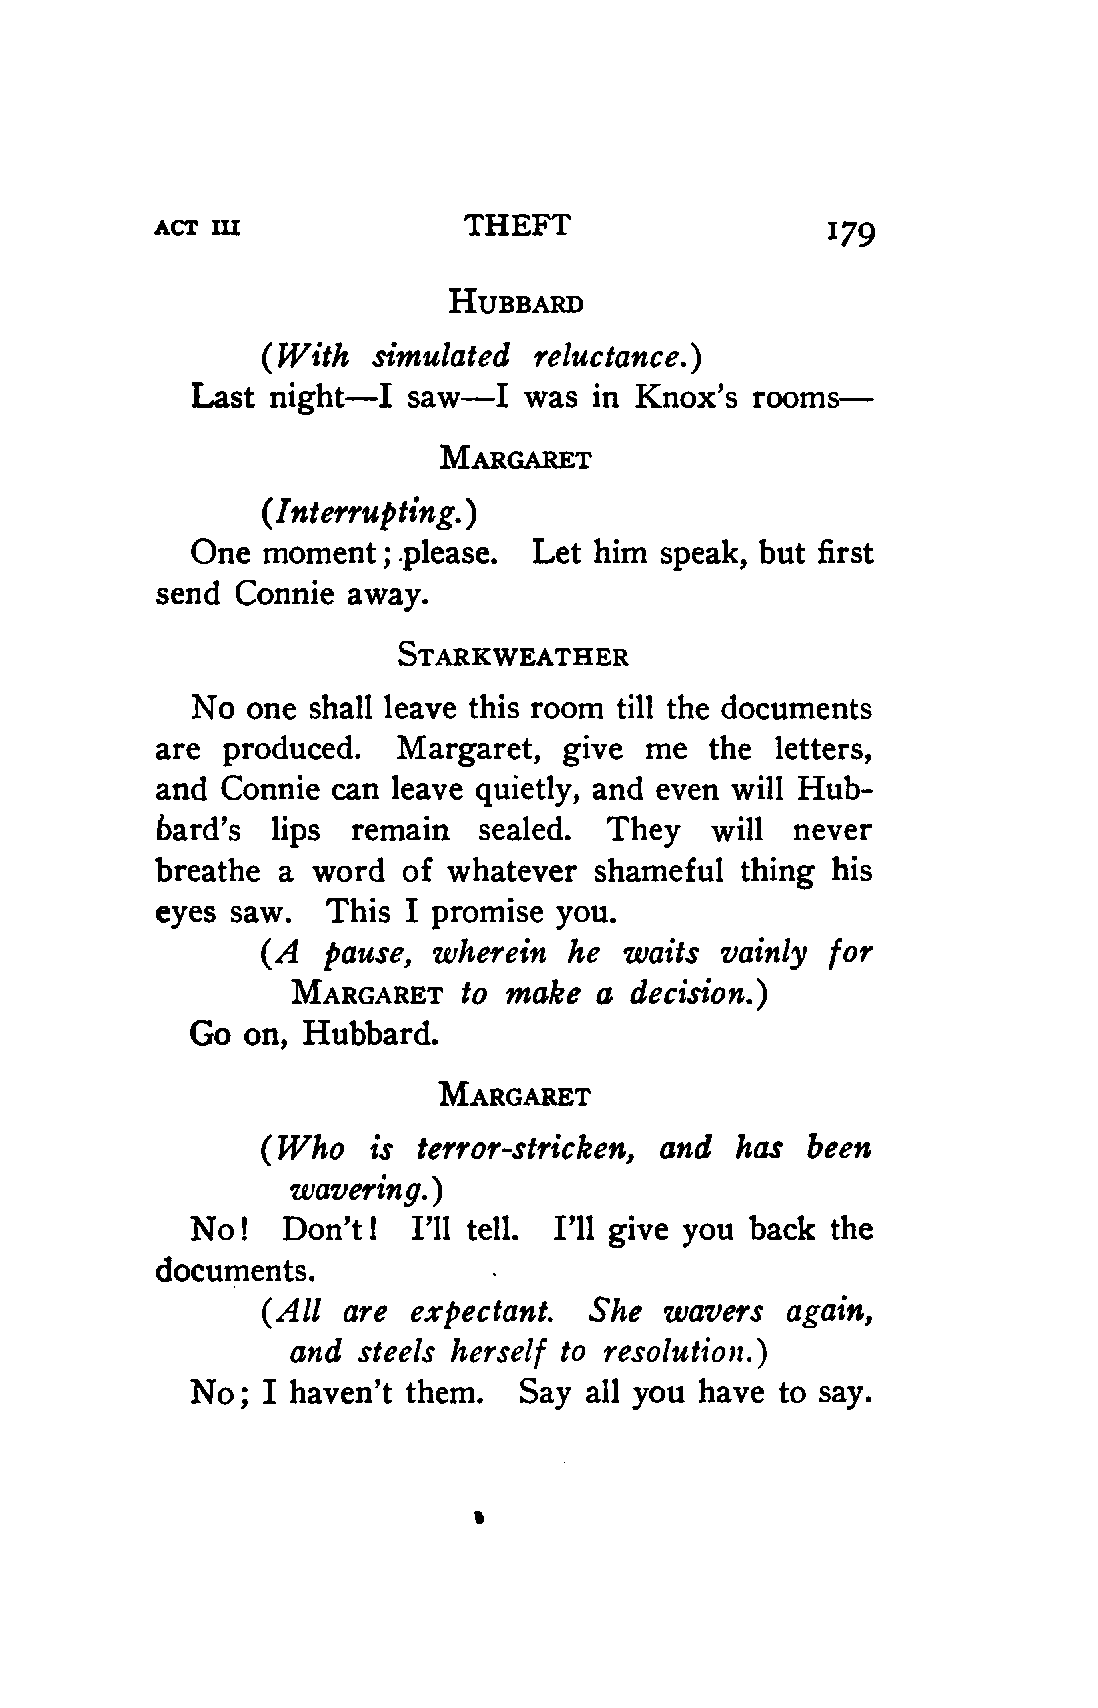 ACT III THEFT 179
HUBBARD
(With simulated reluctance.)
Last night—I saw—I was in Knox's rooms—
MARGARET
(Interrupting.)
One moment; please. Let him speak, but first
send Connie away.
STARKWEATHER
No one shall leave this room till the documents
are produced. Margaret, give me the letters,
and Connie can leave quietly, and even will Hub-
bard's lips remain sealed. They will never
breathe a word of whatever shameful thing his
eyes saw. This I promise you.
(A pause, wherein he waits vainly for
MARGARET to make a decision.)
Go on, Hubbard.
MARGARET
(Who is terror-stricken, and has been
wavering.)
No! Don't! I'll tell. I'll give you back the
documents.
(All are expectant. She wavers again,
and steels herself to resolution.)
No; I haven't them. Say all you have to say.